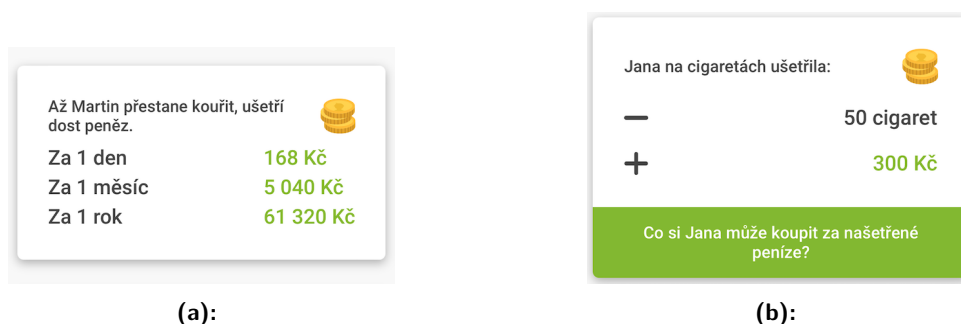 Až Martin přestane kouřit, ušetří
dost peněz.
Za 1 den 168 Kč
Za 1 měsíc 5 040 Kč
Za 1 rok 61 320 Kč
(a):
Jana na cigaretách ušetřila:
− 50 cigaret
+ 300 Kč
Co si Jana může koupit za našetřené
peníze?
(b):